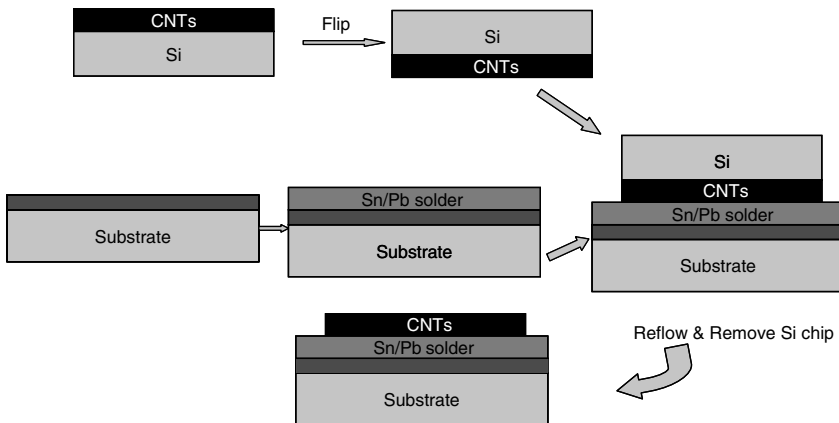 CNTs
Si
Flip
Si
CNTs
Si
CNTs
Sn/Pb solder
Substrate
Substrate
Sn/Pb solder
Substrate
CNTs
Sn/Pb solder
Substrate
Reflow & Remove Si chip